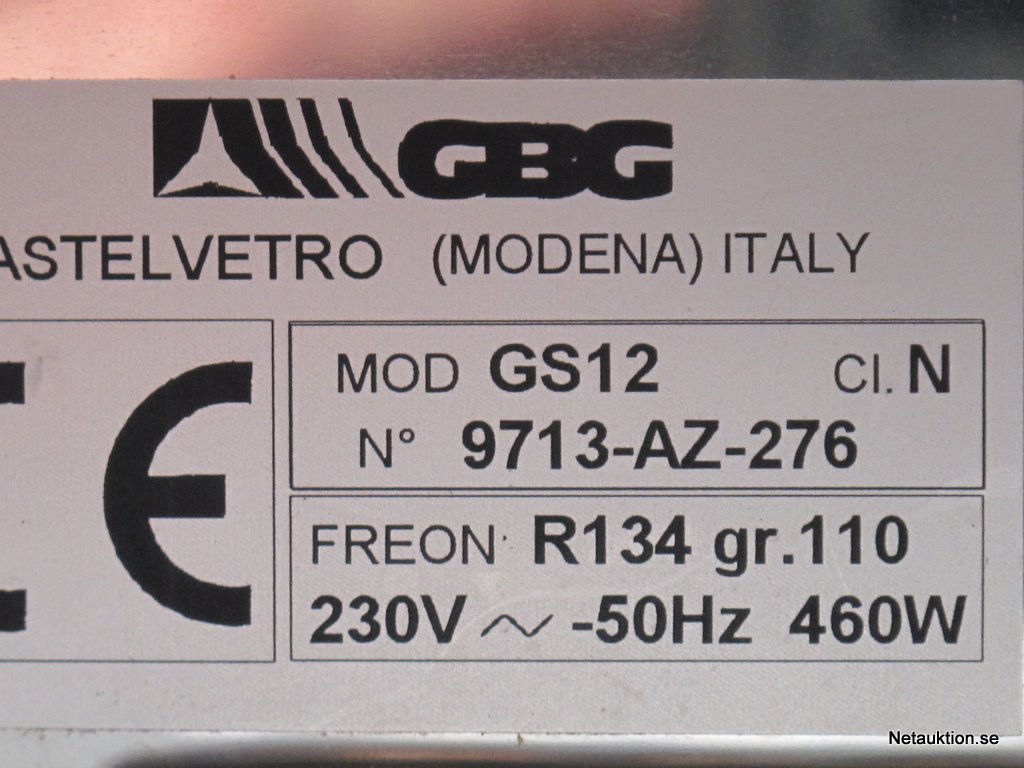 GBG
ASTELVETRO (MODENA) ITALY
CE
MOD GS12 Cl. N
N° 9713-AZ-276
FREON R134 gr.110
230V ~ -50Hz 460W
Netauktion.se